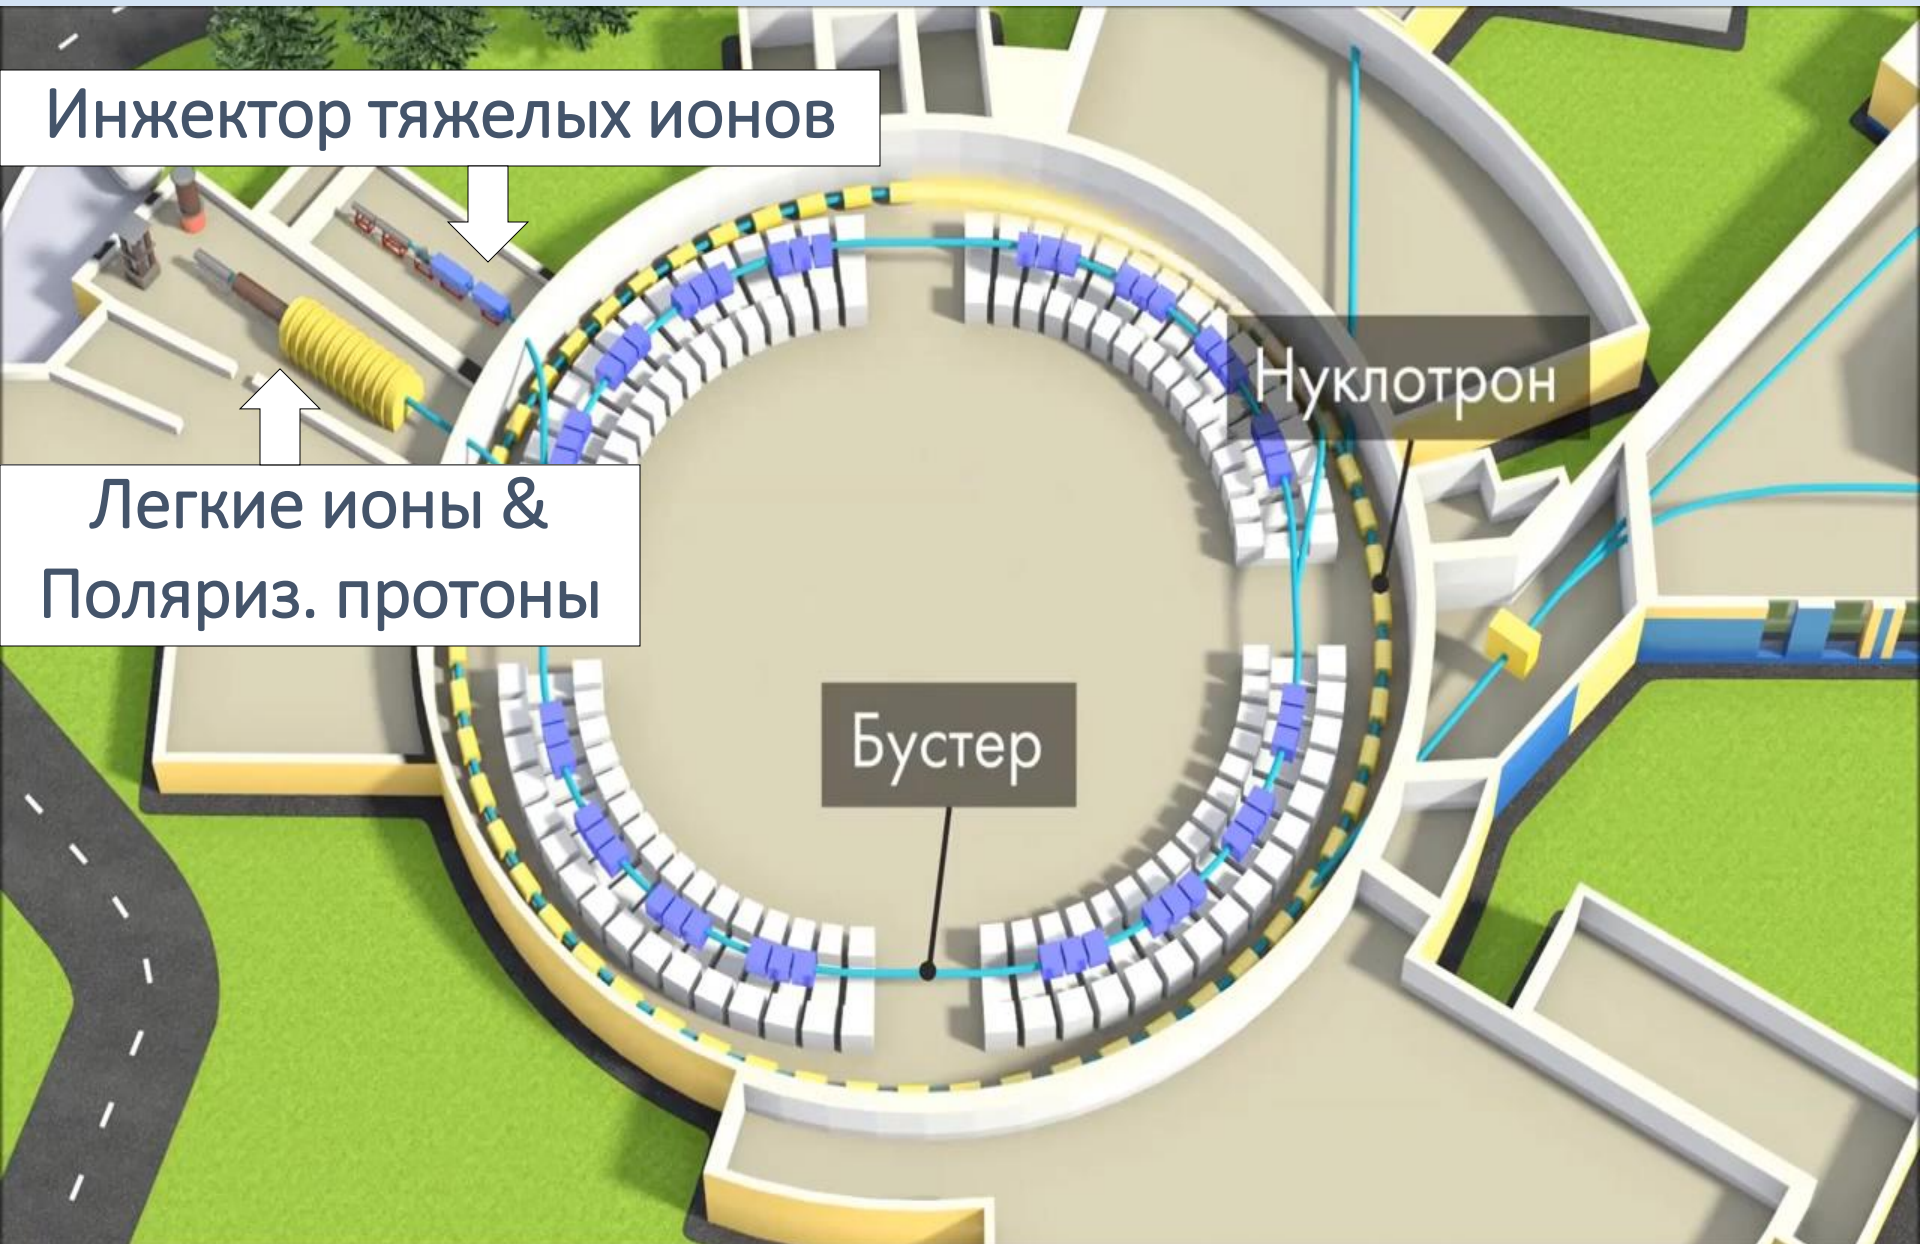 Инжектор тяжелых ионов
Нуклотрон
Легкие ионы &
Поляриз. протоны
Бустер